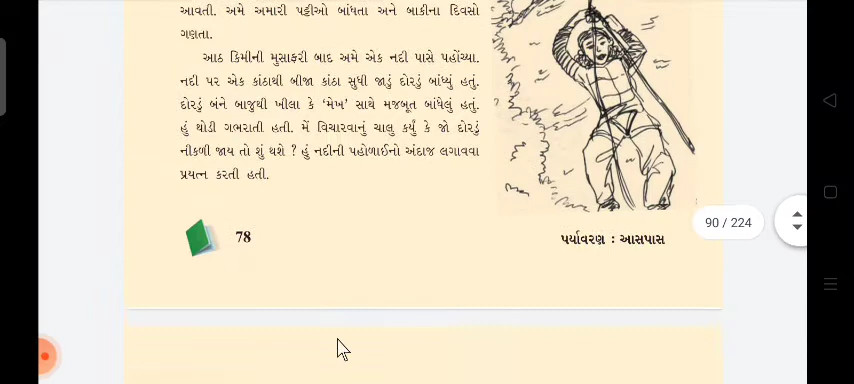 આવતી. અમે અમારી પટ્ટીઓ બાંધતા અને બાકીના દિવસો
ગણતા.
આઠ કિમીની મુસાફરી બાદ અમે એક નદી પાસે પહોંચ્યા.
નદી પર એક કાંઠાથી બીજા કાંઠા સુધી જાડું દોરડું બાંધ્યું હતું.
દોરડું બંને બાજુથી ખીલા કે ‘મેખ’ સાથે મજબૂત બાંધેલું હતું.
હું થોડી ગભરાતી હતી. મેં વિચારવાનું ચાલુ કર્યું કે જો દોરડું
નીકળી જાય તો શું થશે ? હું નદીની પહોળાઈનો અંદાજ લગાવવા
પ્રયત્ન કરતી હતી.
90 / 224
78
પર્યાવરણ : આસપાસ